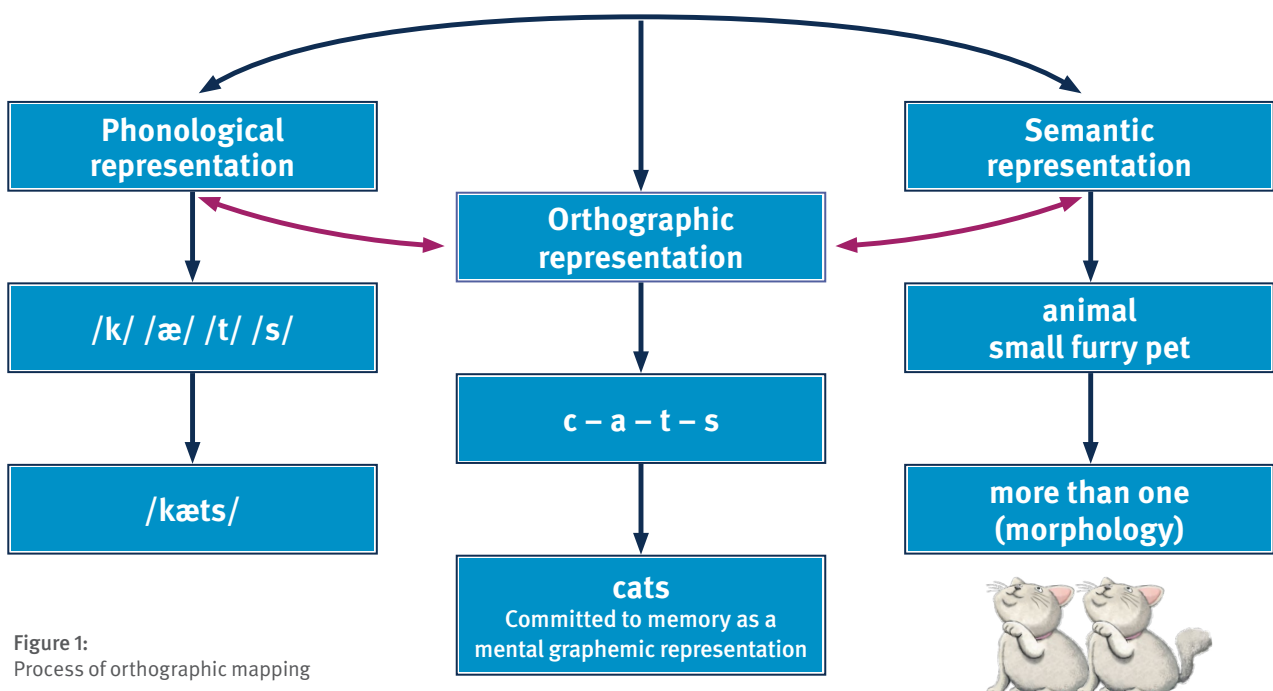 Phonological
representation
/k/ /æ/ /t/ /s/
/kæts/
Orthographic
representation
c – a – t – s
cats
Committed to memory as a
mental graphemic representation
Semantic
representation
animal
small furry pet
more than one
(morphology)
Figure 1:
Process of orthographic mapping